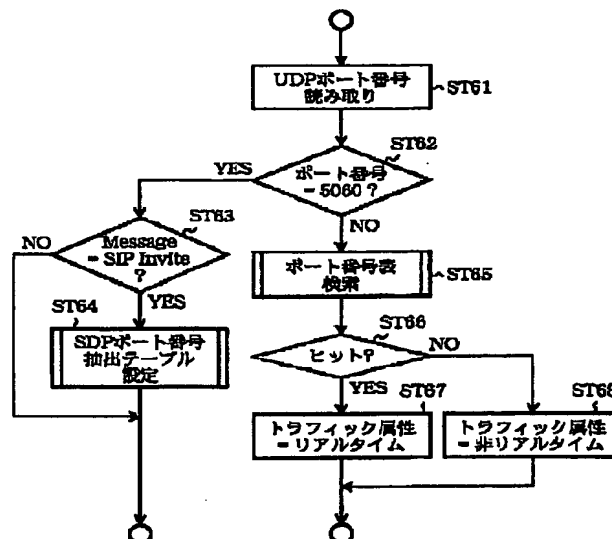 UDPポート番号
読み取り
ST61
ST62
YES
ポート番号
= 5060 ?
NO
ST63
NO
Message
= SIP Invite
?
YES
ST64
SDPポート番号
抽出テーブル
設定
ポート番号表
検索
ST65
ST66
ヒット?
NO
YES
ST67
トラフィック属性
= リアルタイム
ST68
トラフィック属性
= 非リアルタイム